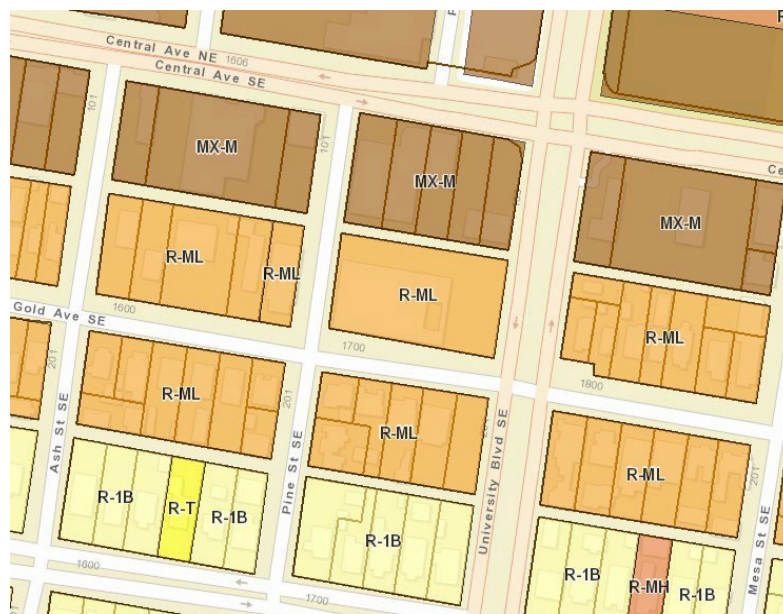 Central Ave NE
1606
Central Ave SE
101
101
MX-M
MX-M
MX-M
R-ML
R-ML
R-ML
R-ML
1600
Gold Ave SE
1700
1800
201
201
201
R-ML
R-ML
R-ML
Ash St SE
Pine St SE
University Blvd SE
Mesa St SE
R-1B
R-T
R-1B
R-1B
R-1B
R-MH
R-1B
1600
1700